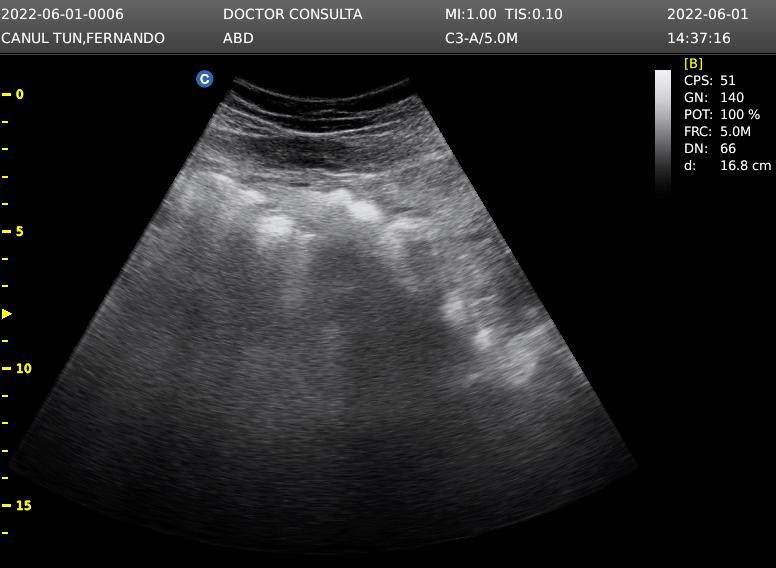 2022-06-01-0006 DOCTOR CONSULTA MI:1.00 TIS:0.10 2022-06-01
CANUL TUN,FERNANDO ABD C3-A/5.0M 14:37:16
C
[B]
CPS: 51
GN: 140
POT: 100 %
FRC: 5.0M
DN: 66
d: 16.8 cm
0
5
10
15